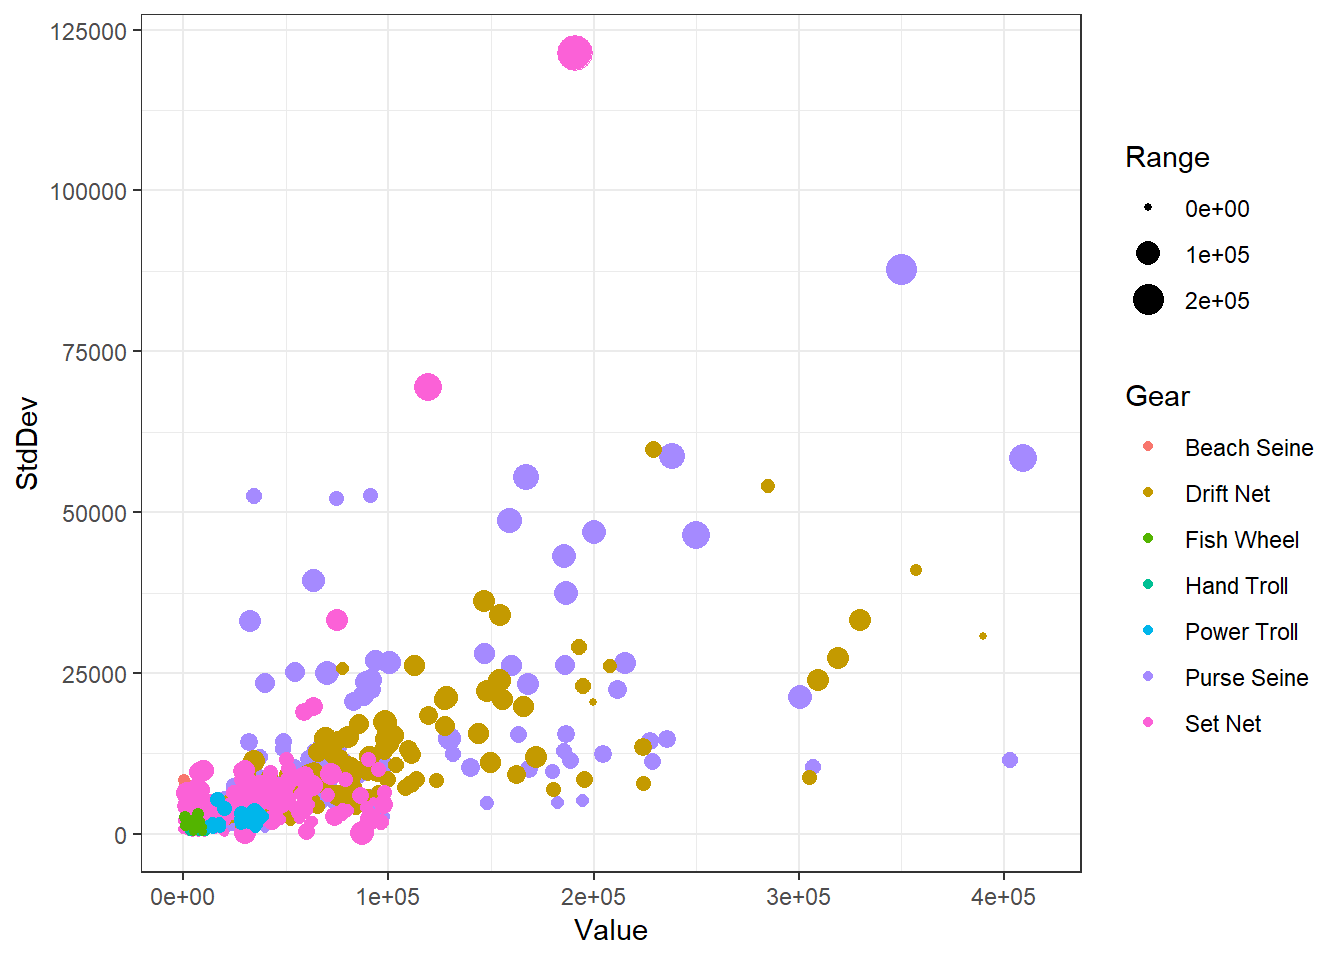 125000
100000
75000
50000
25000
0
StdDev
0e+00 1e+05 2e+05 3e+05 4e+05
Value
Range
0e+00
1e+05
2e+05
Gear
Beach Seine
Drift Net
Fish Wheel
Hand Troll
Power Troll
Purse Seine
Set Net